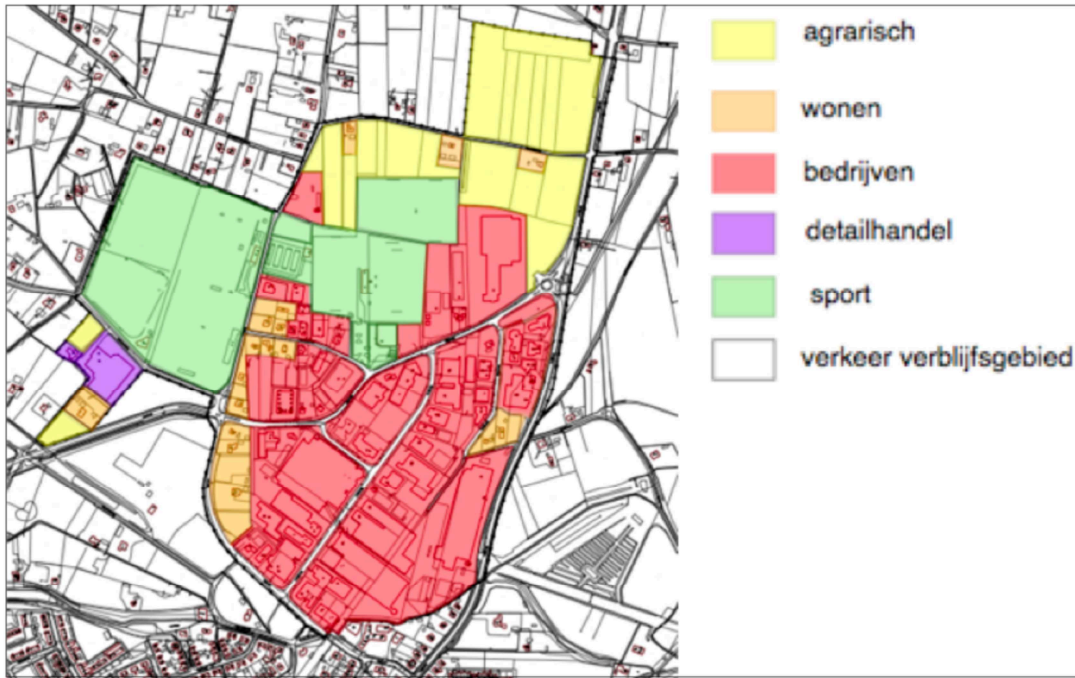 agrarisch
wonen
bedrijven
detailhandel
sport
verkeer verblijfsgebied